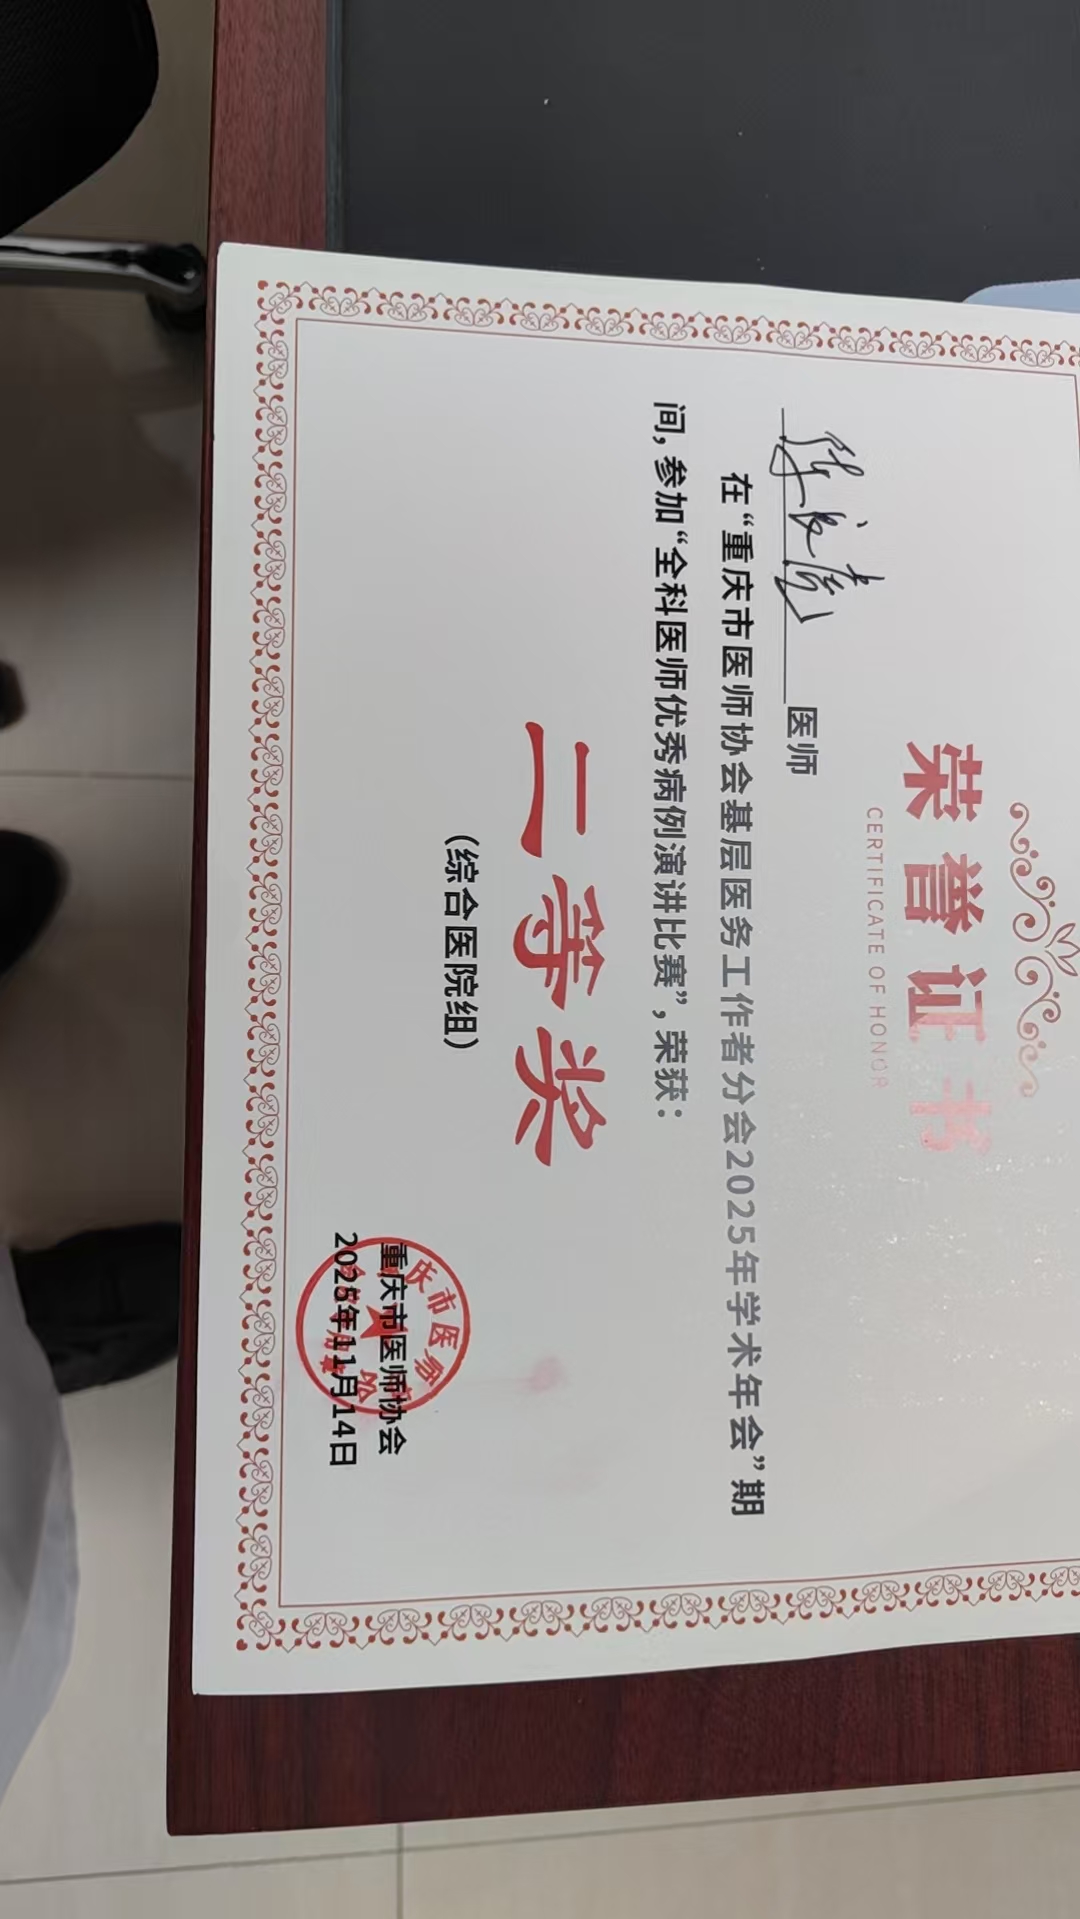 荣誉证书
CERTIFICATE OF HONOR
医师
在“重庆市医师协会基层医务工作者分会2025年学术年会”期
间，参加“全科医师优秀病例演讲比赛”，荣获：
二等奖
（综合医院组）
重庆市医师协会
2025年11月14日